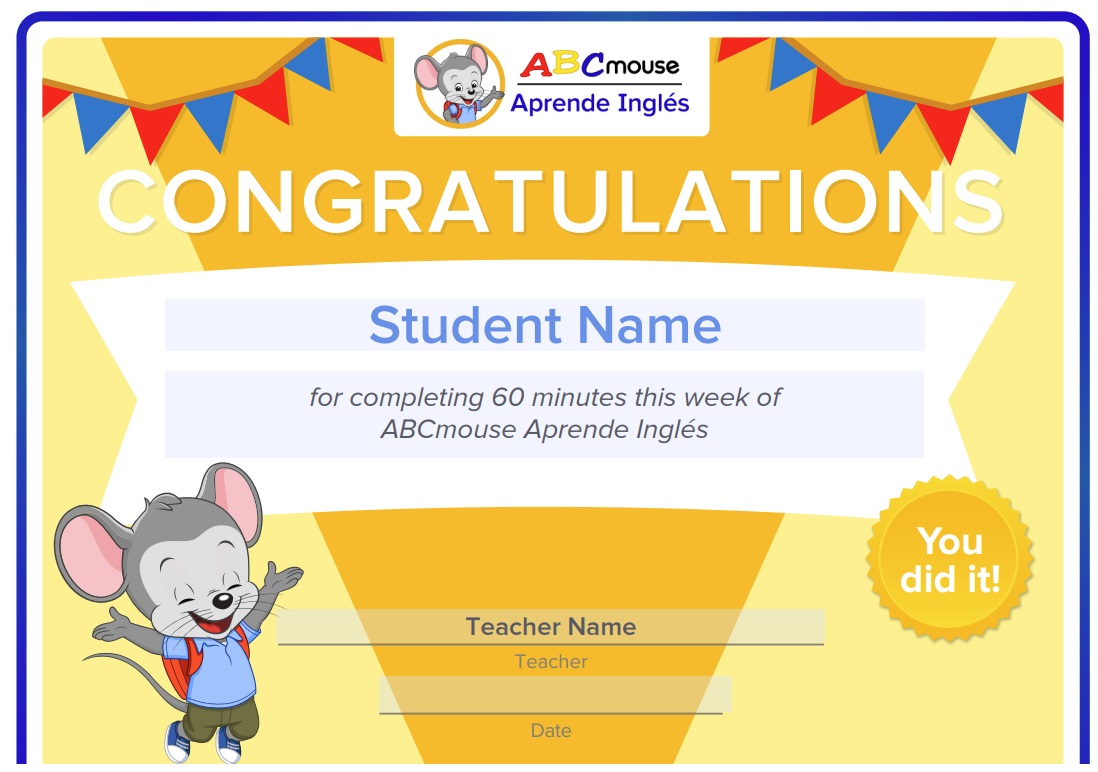 ABCmouse
Aprende Inglés
CONGRATULATIONS
Student Name
for completing 60 minutes this week of
ABCmouse Aprende Inglés
You
did it!
Teacher Name
Teacher
Date